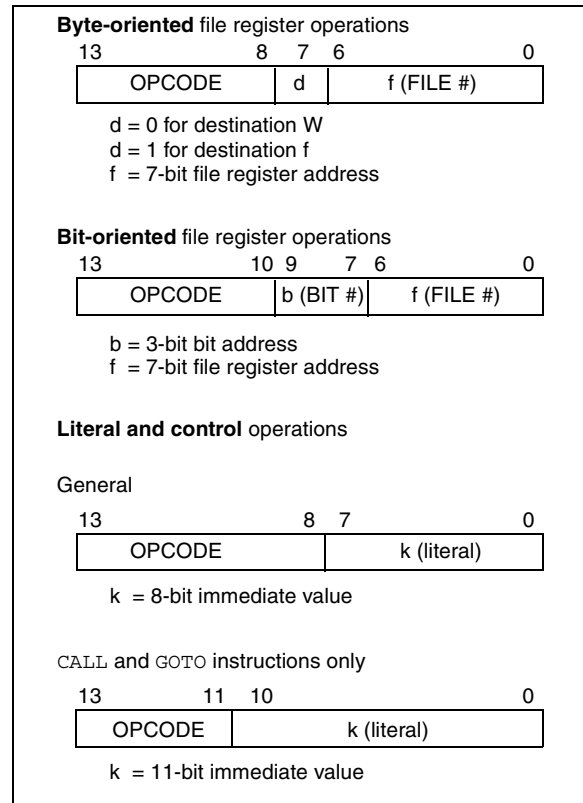 Byte-oriented file register operations
13 8 7 6 0
OPCODE d f (FILE #)
d = 0 for destination W
d = 1 for destination f
f = 7-bit file register address
Bit-oriented file register operations
13 10 9 7 6 0
OPCODE b (BIT #) f (FILE #)
b = 3-bit bit address
f = 7-bit file register address
Literal and control operations
General
13 8 7 0
OPCODE k (literal)
k = 8-bit immediate value
CALL and GOTO instructions only
13 11 10 0
OPCODE k (literal)
k = 11-bit immediate value